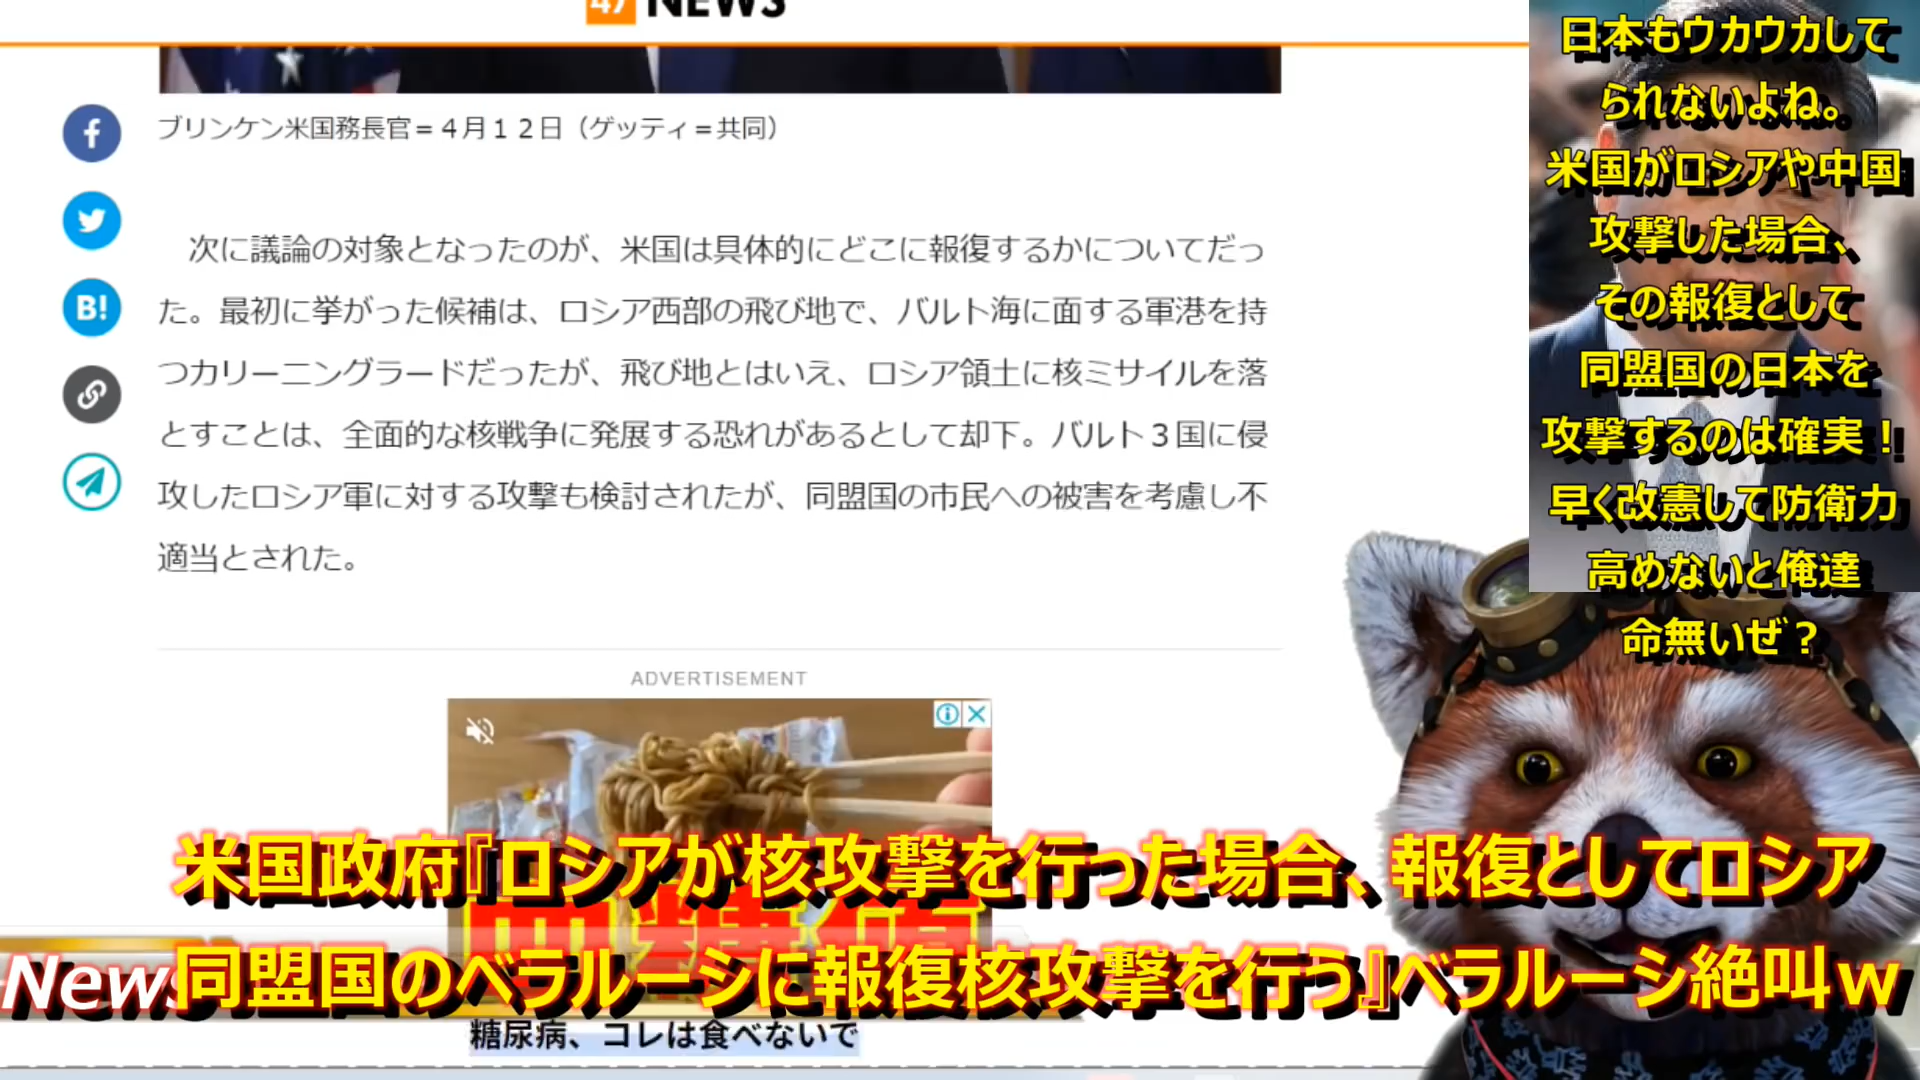 47 NEWS
ブリンケン米国務長官=4月12日(ゲッティ=共同)
B!
次に議論の対象となったのが、米国は具体的にどこに報復するかについてだっ
た。最初に挙がった候補は、ロシア西部の飛び地で、バルト海に面する軍港を持
つカリーニングラードだったが、飛び地とはいえ、ロシア領土に核ミサイルを落
とすことは、全面的な核戦争に発展する恐れがあるとして却下。バルト3国に侵
攻したロシア軍に対する攻撃も検討されたが、同盟国の市民への被害を考慮し不
適当とされた。
ADVERTISEMENT
日本もウカウカして
られないよね。
米国がロシアや中国
攻撃した場合、
その報復として
同盟国の日本を
攻撃するのは確実！
早く改憲して防衛力
高めないと俺達
命無いぜ？
米国政府『ロシアが核攻撃を行った場合、報復としてロシア
同盟国のベラルーシに報復核攻撃を行う』ベラルーシ絶叫ｗ
News
糖尿病、コレは食べないで